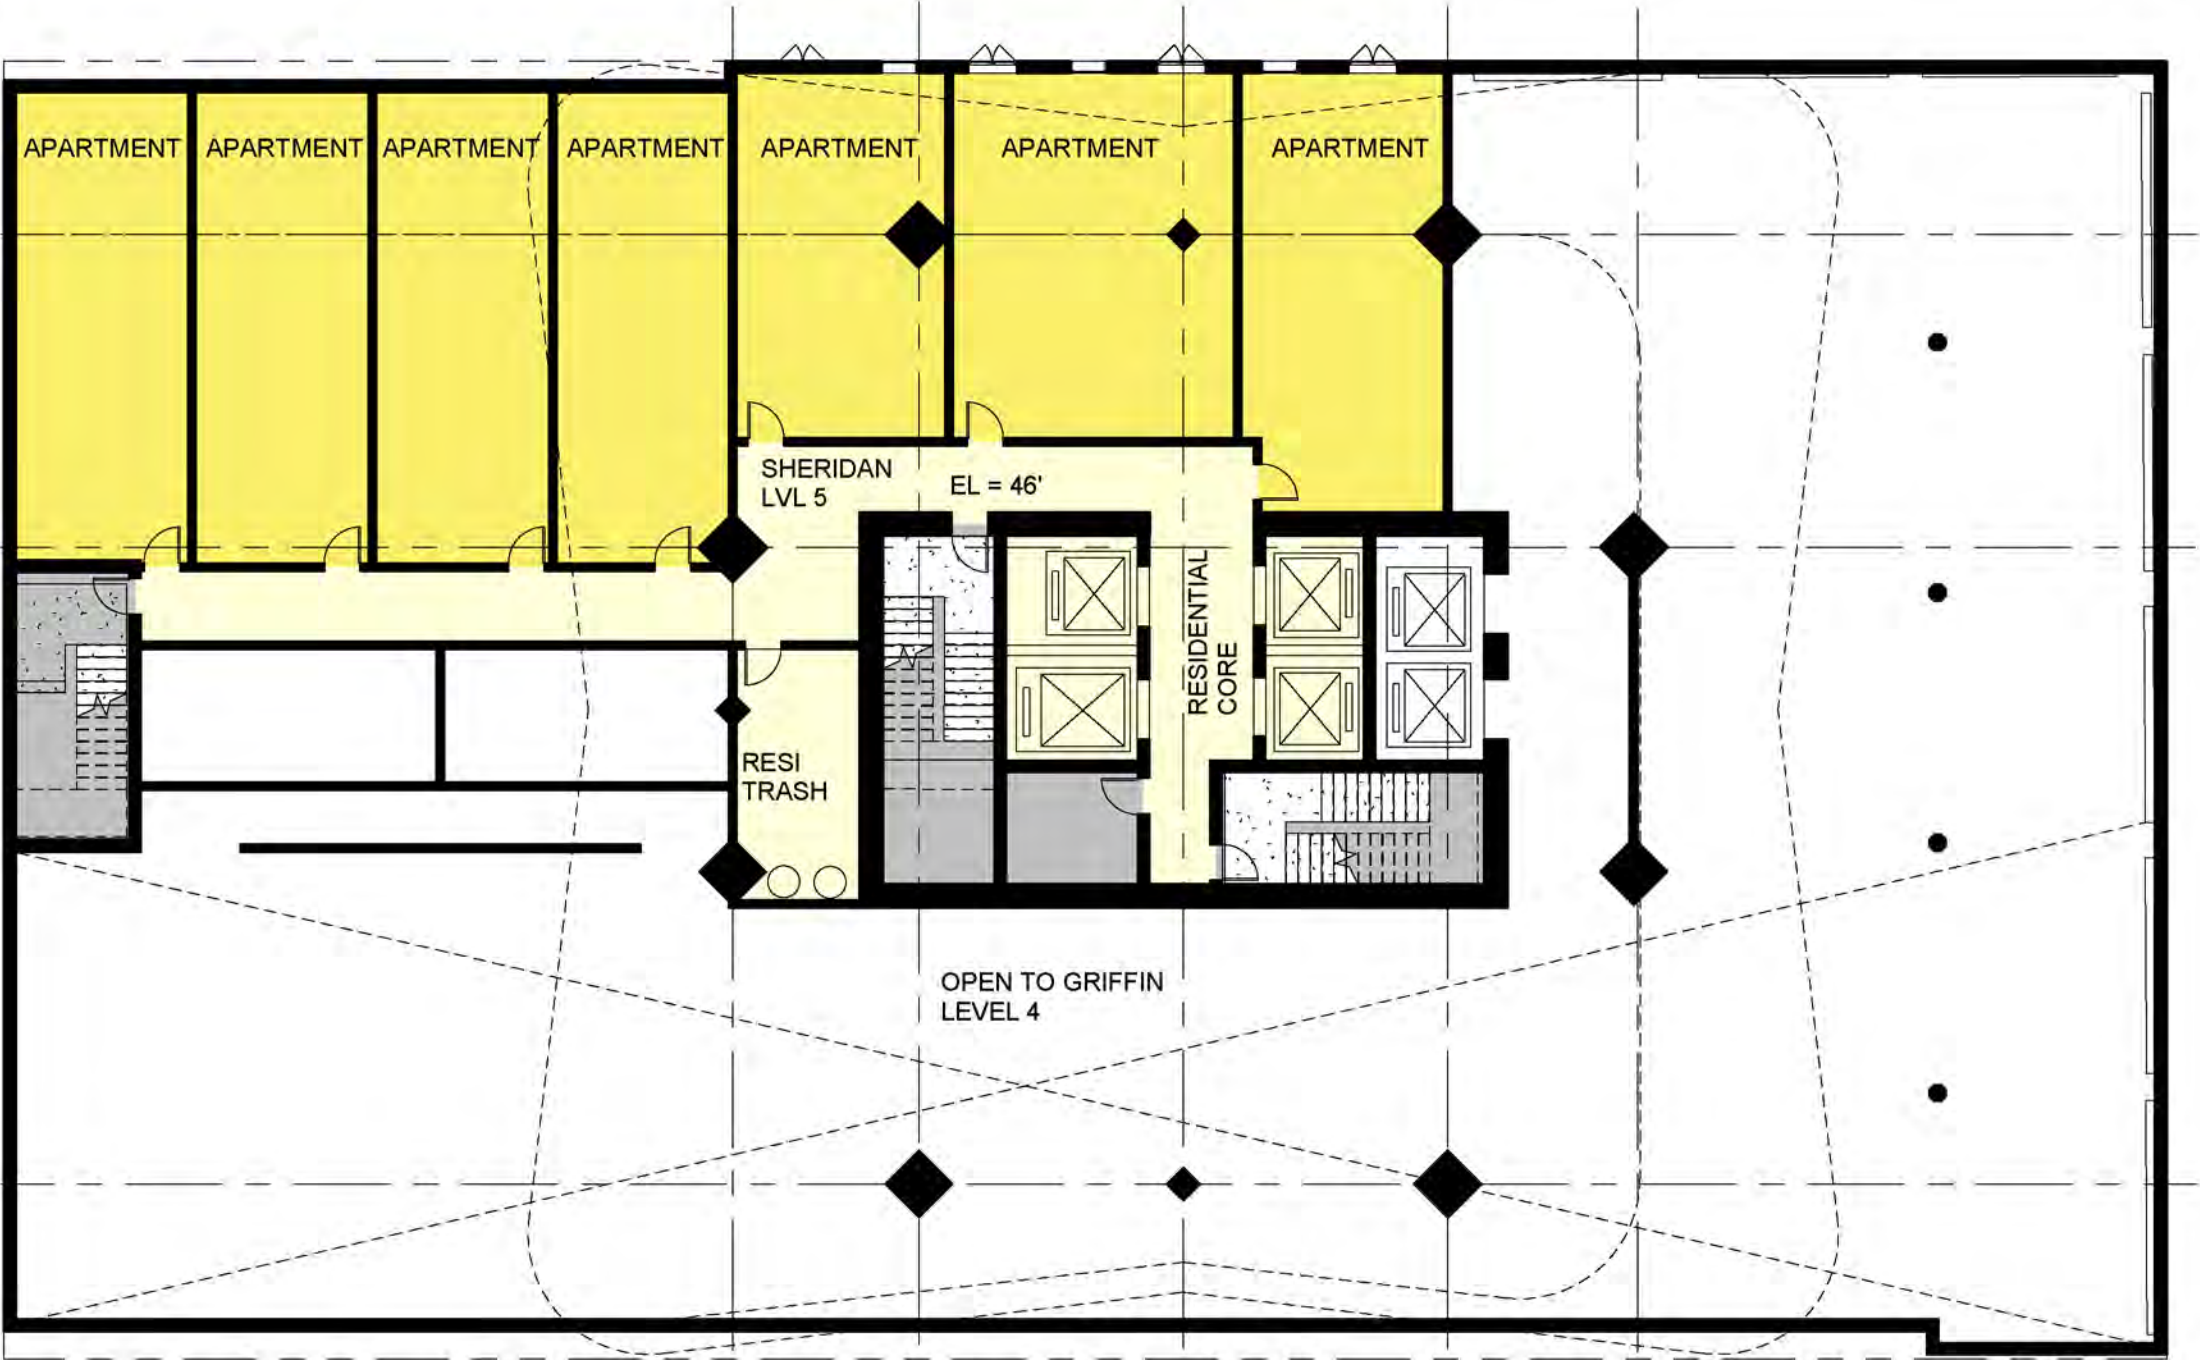 APARTMENT
APARTMENT
APARTMENT
APARTMENT
APARTMENT
APARTMENT
APARTMENT
SHERIDAN
LVL 5
EL = 46'
RESIDENTIAL
CORE
RESI
TRASH
OPEN TO GRIFFIN
LEVEL 4